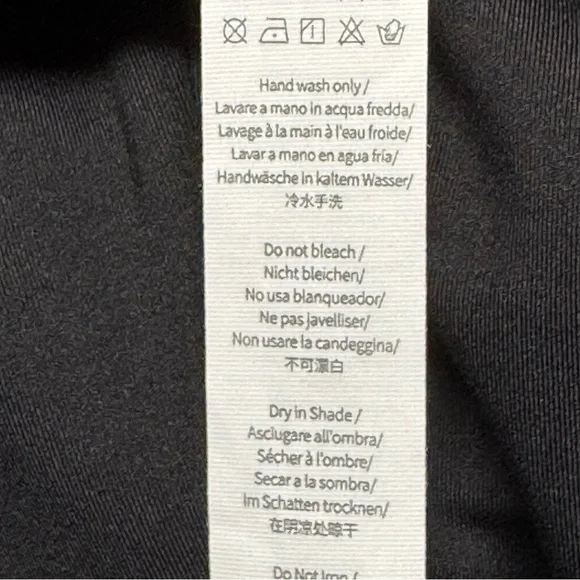 Hand wash only/
Lavare a mano in acqua fredda/
Lavage à la main à l'eau froide/
Lavar a mano en agua fría/
Handwäsche in kaltem Wasser/
冷水手洗
Do not bleach/
Nicht bleichen/
No usa blanqueador/
Ne pas javelliser/
Non usare la candeggina/
不可漂白
Dry in Shade/
Asciugare all'ombra/
Sécher à l'ombre/
Secar a la sombra/
Im Schatten trocknen/
在阴凉处晾干
Do Not Iron/